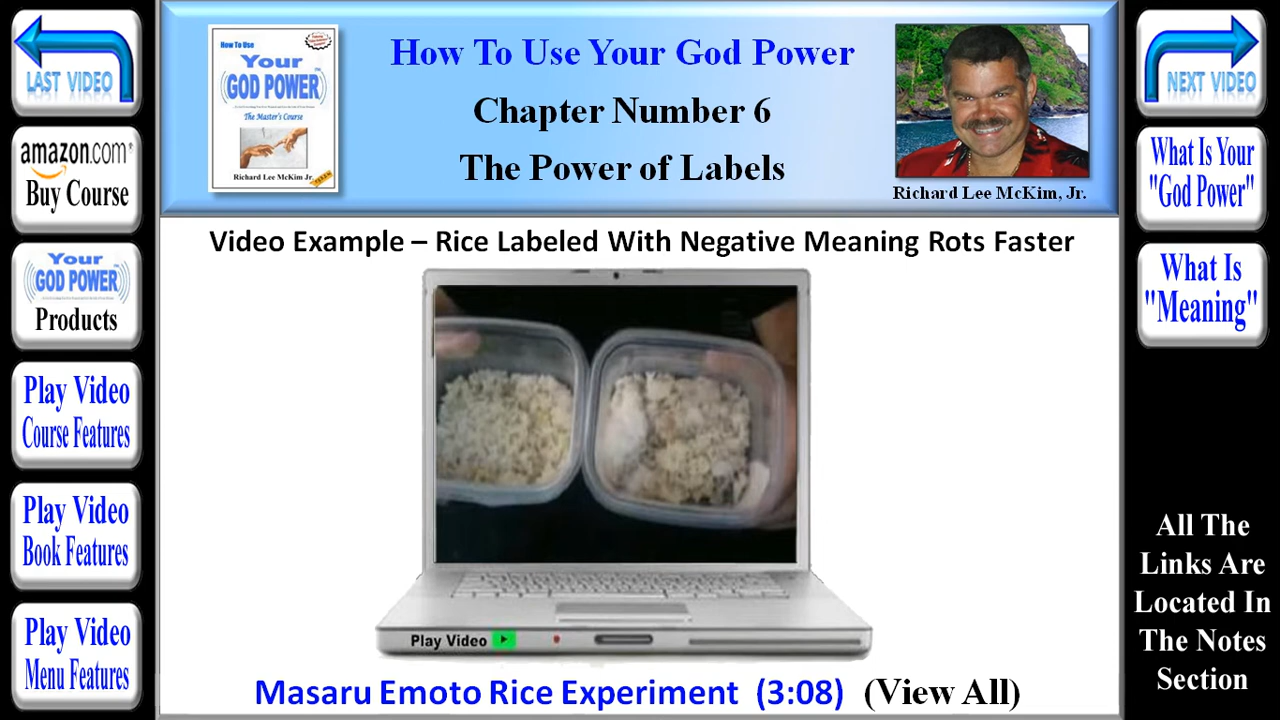 LAST VIDEO
amazon.com
Buy Course
Your
GOD POWER
Products
Play Video
Course Features
Play Video
Book Features
Play Video
Menu Features
How To Use
Your
GOD POWER
The Master's Course
Richard Lee McKim Jr.
How To Use Your God Power
Chapter Number 6
The Power of Labels
Richard Lee McKim, Jr.
Video Example – Rice Labeled With Negative Meaning Rots Faster
Play Video
Masaru Emoto Rice Experiment (3:08) (View All)
NEXT VIDEO
What Is Your
"God Power"
What Is
"Meaning"
All The
Links Are
Located In
The Notes
Section